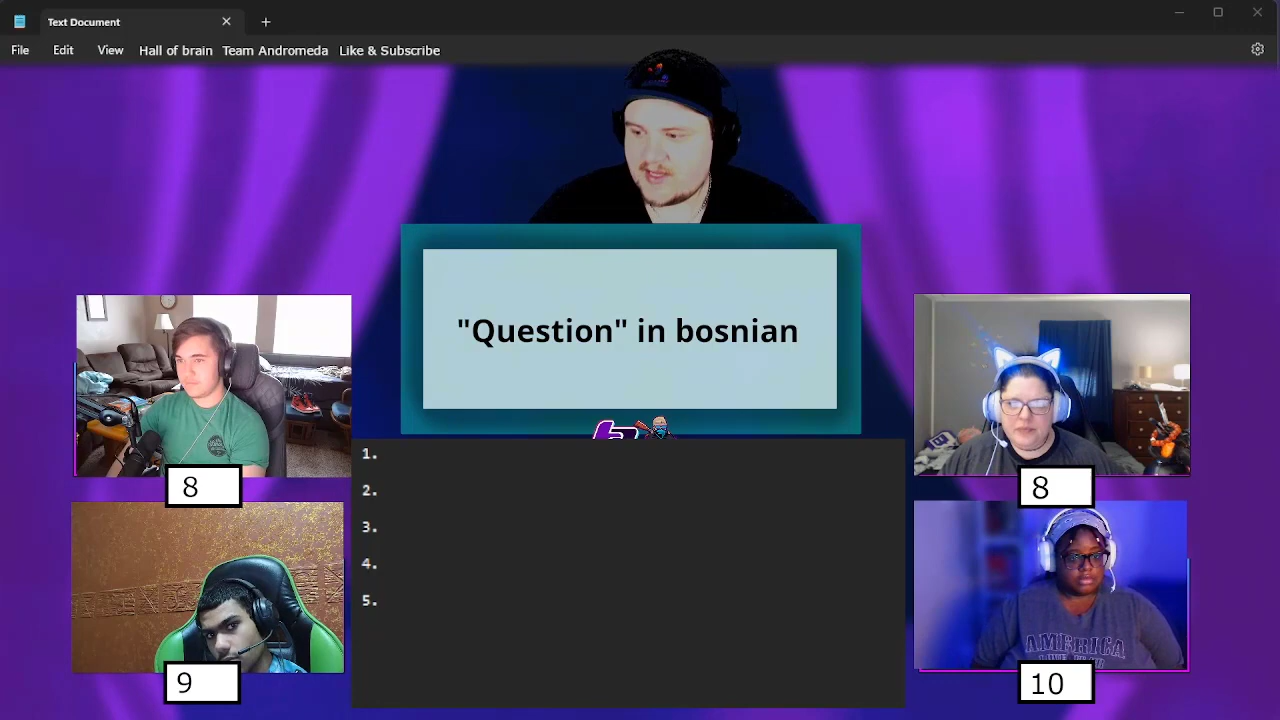 Text Document
File Edit View Hall of brain Team Andromeda Like & Subscribe
"Question" in bosnian
1.
2.
3.
4.
5.
8
8
9
10
AMERICA